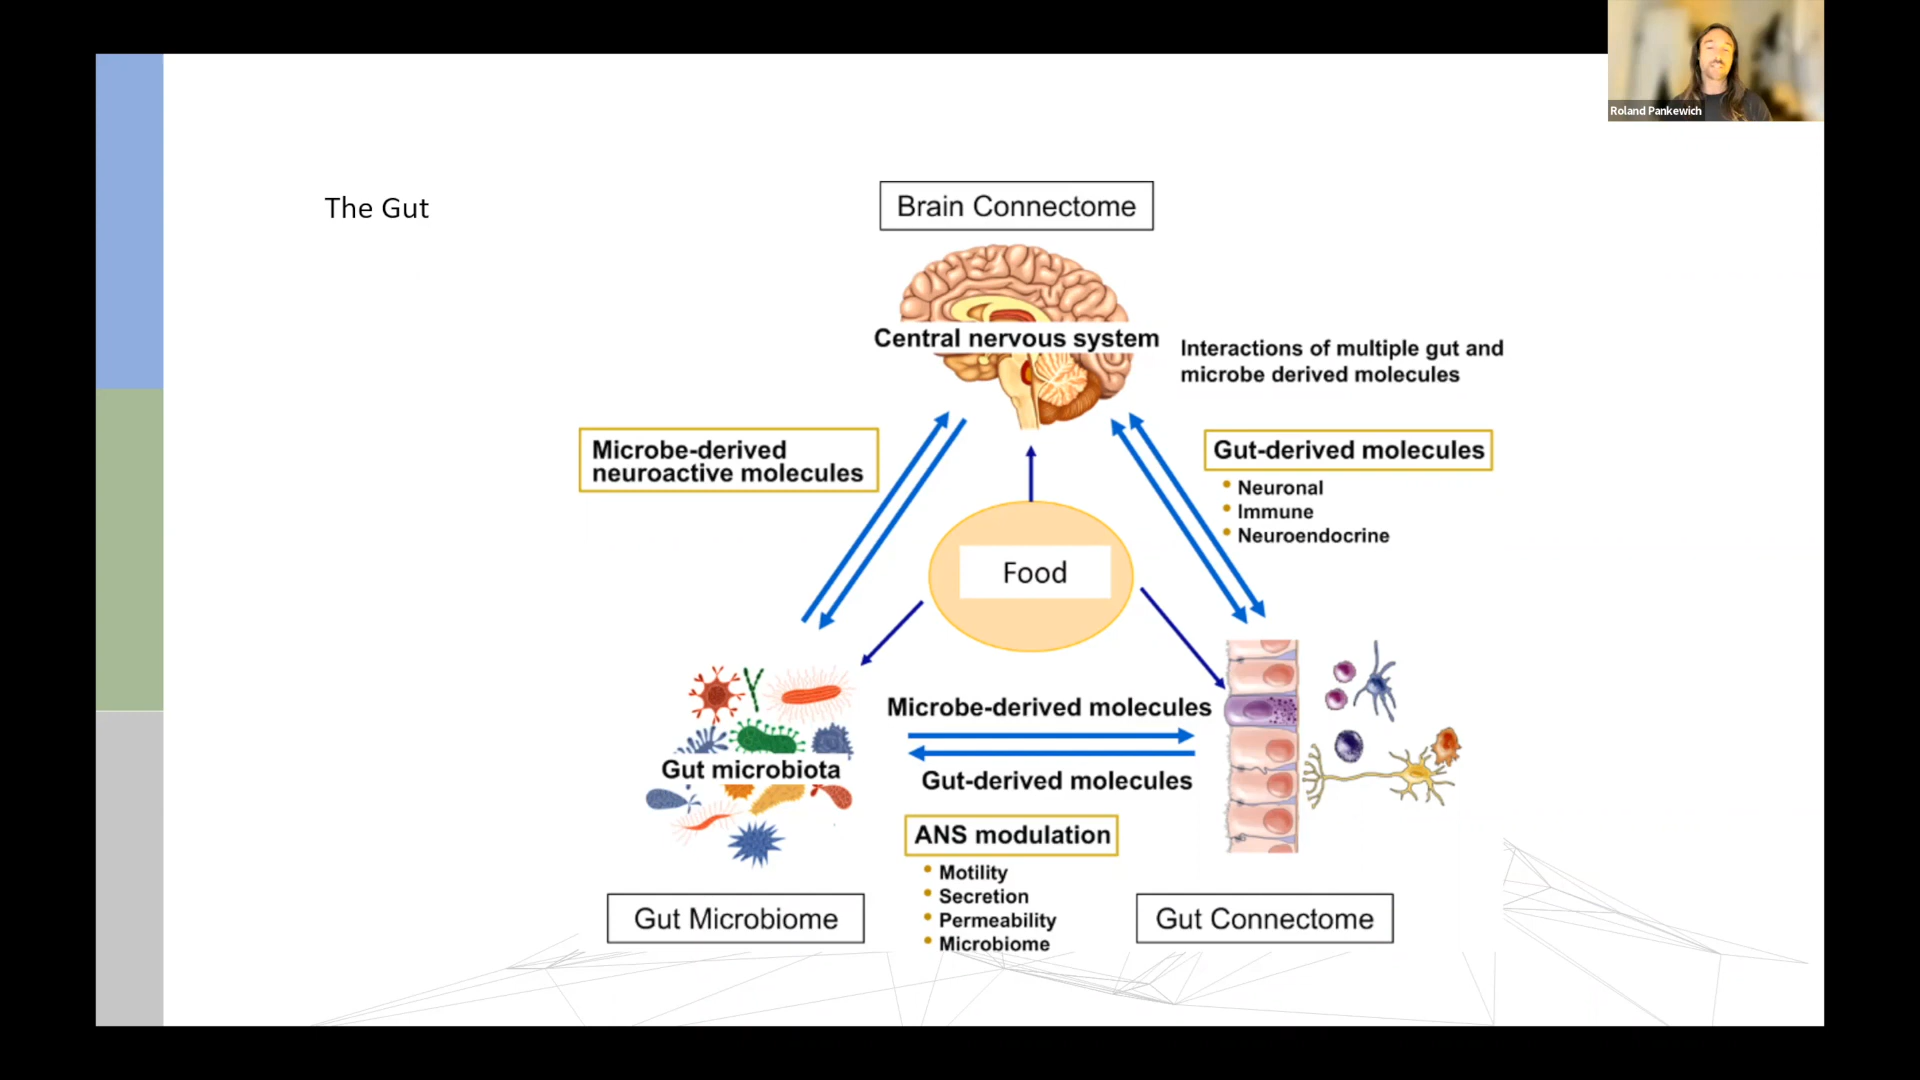 Roland Pankewich
The Gut
Brain Connectome
Central nervous system
Interactions of multiple gut and
microbe derived molecules
Microbe-derived
neuroactive molecules
Gut-derived molecules
• Neuronal
• Immune
• Neuroendocrine
Food
Microbe-derived molecules
Gut-derived molecules
Gut microbiota
ANS modulation
• Motility
• Secretion
• Permeability
• Microbiome
Gut Microbiome
Gut Connectome